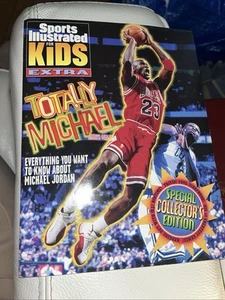 Sports Illustrated
FOR
KIDS
EXTRA
TOTALLY
MICHAEL
EVERYTHING YOU WANT
TO KNOW ABOUT
MICHAEL JORDAN
23
SPECIAL
COLLECTOR'S
EDITION